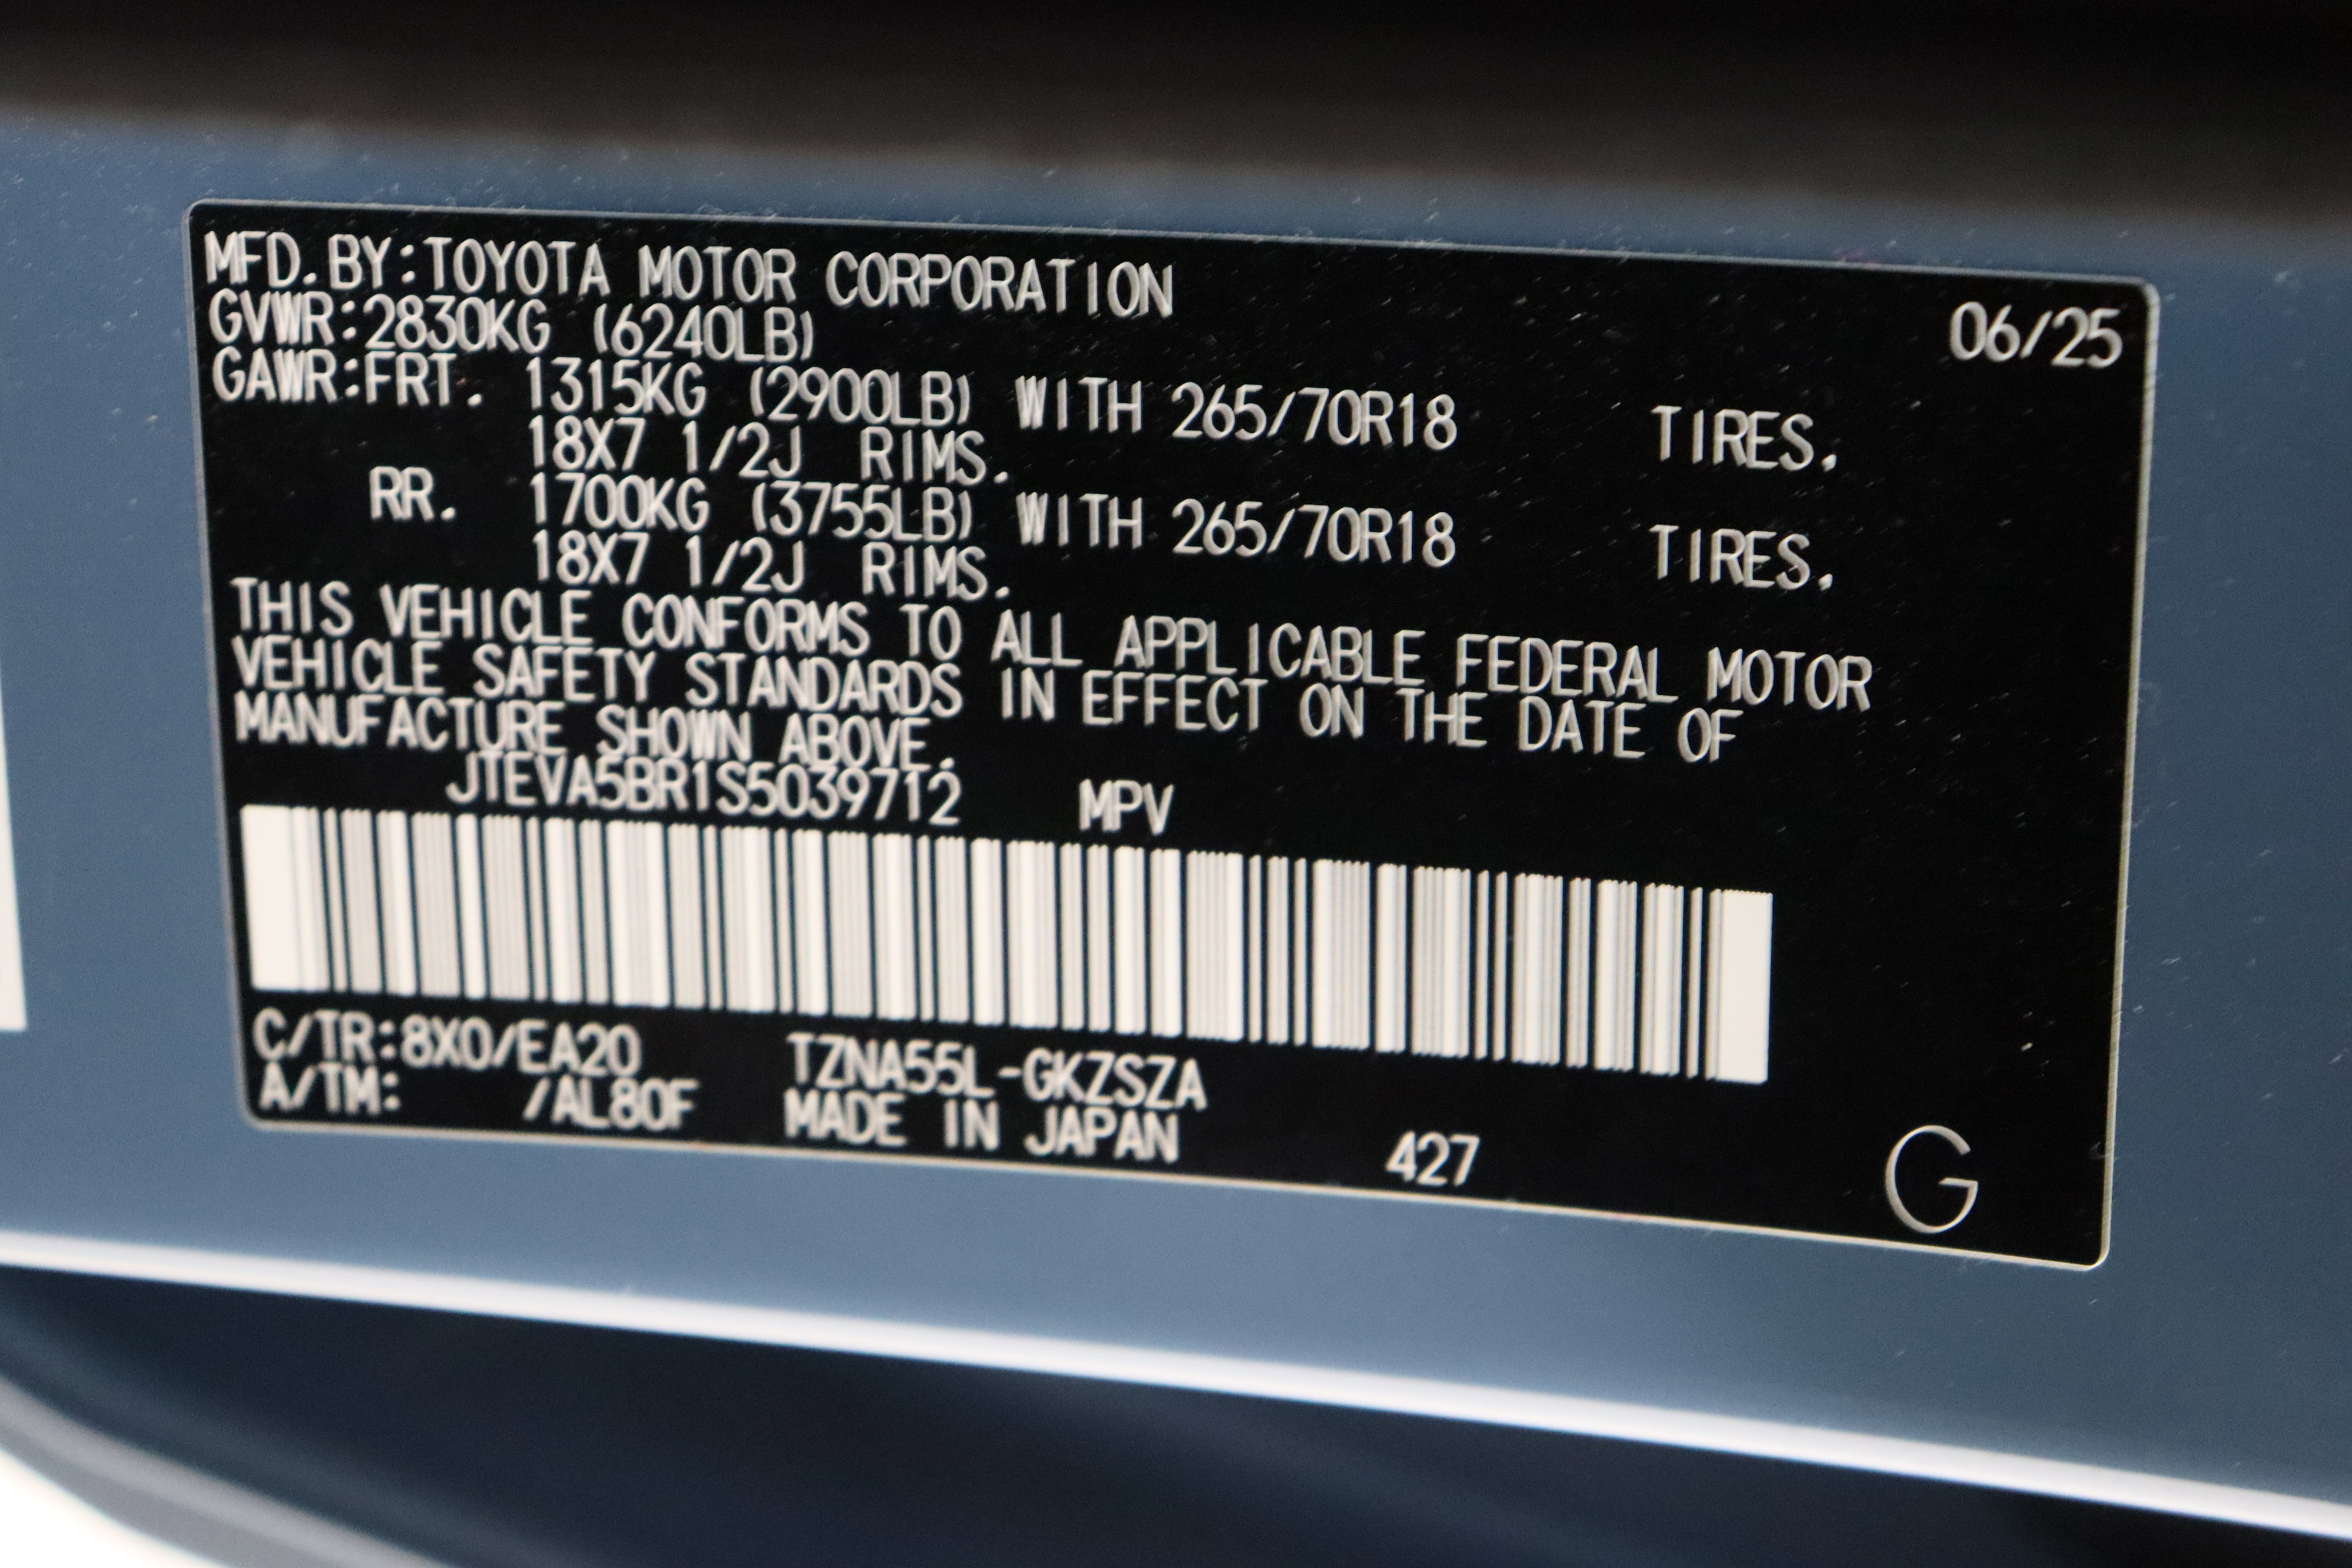 MFD.BY:TOYOTA MOTOR CORPORATION 06/25
GVWR:2830KG (6240LB)
GAWR:FRT. 1315KG (2900LB) WITH 265/70R18 TIRES.
18X7 1/2J RIMS.
RR. 1700KG (3755LB) WITH 265/70R18 TIRES.
18X7 1/2J RIMS.
THIS VEHICLE CONFORMS TO ALL APPLICABLE FEDERAL MOTOR
VEHICLE SAFETY STANDARDS IN EFFECT ON THE DATE OF
MANUFACTURE SHOWN ABOVE.
JTEVA5BR1S5039712 MPV
C/TR:8X0/EA20 TZNA55L-GKZSZA
A/TM: /AL80F MADE IN JAPAN 427 G